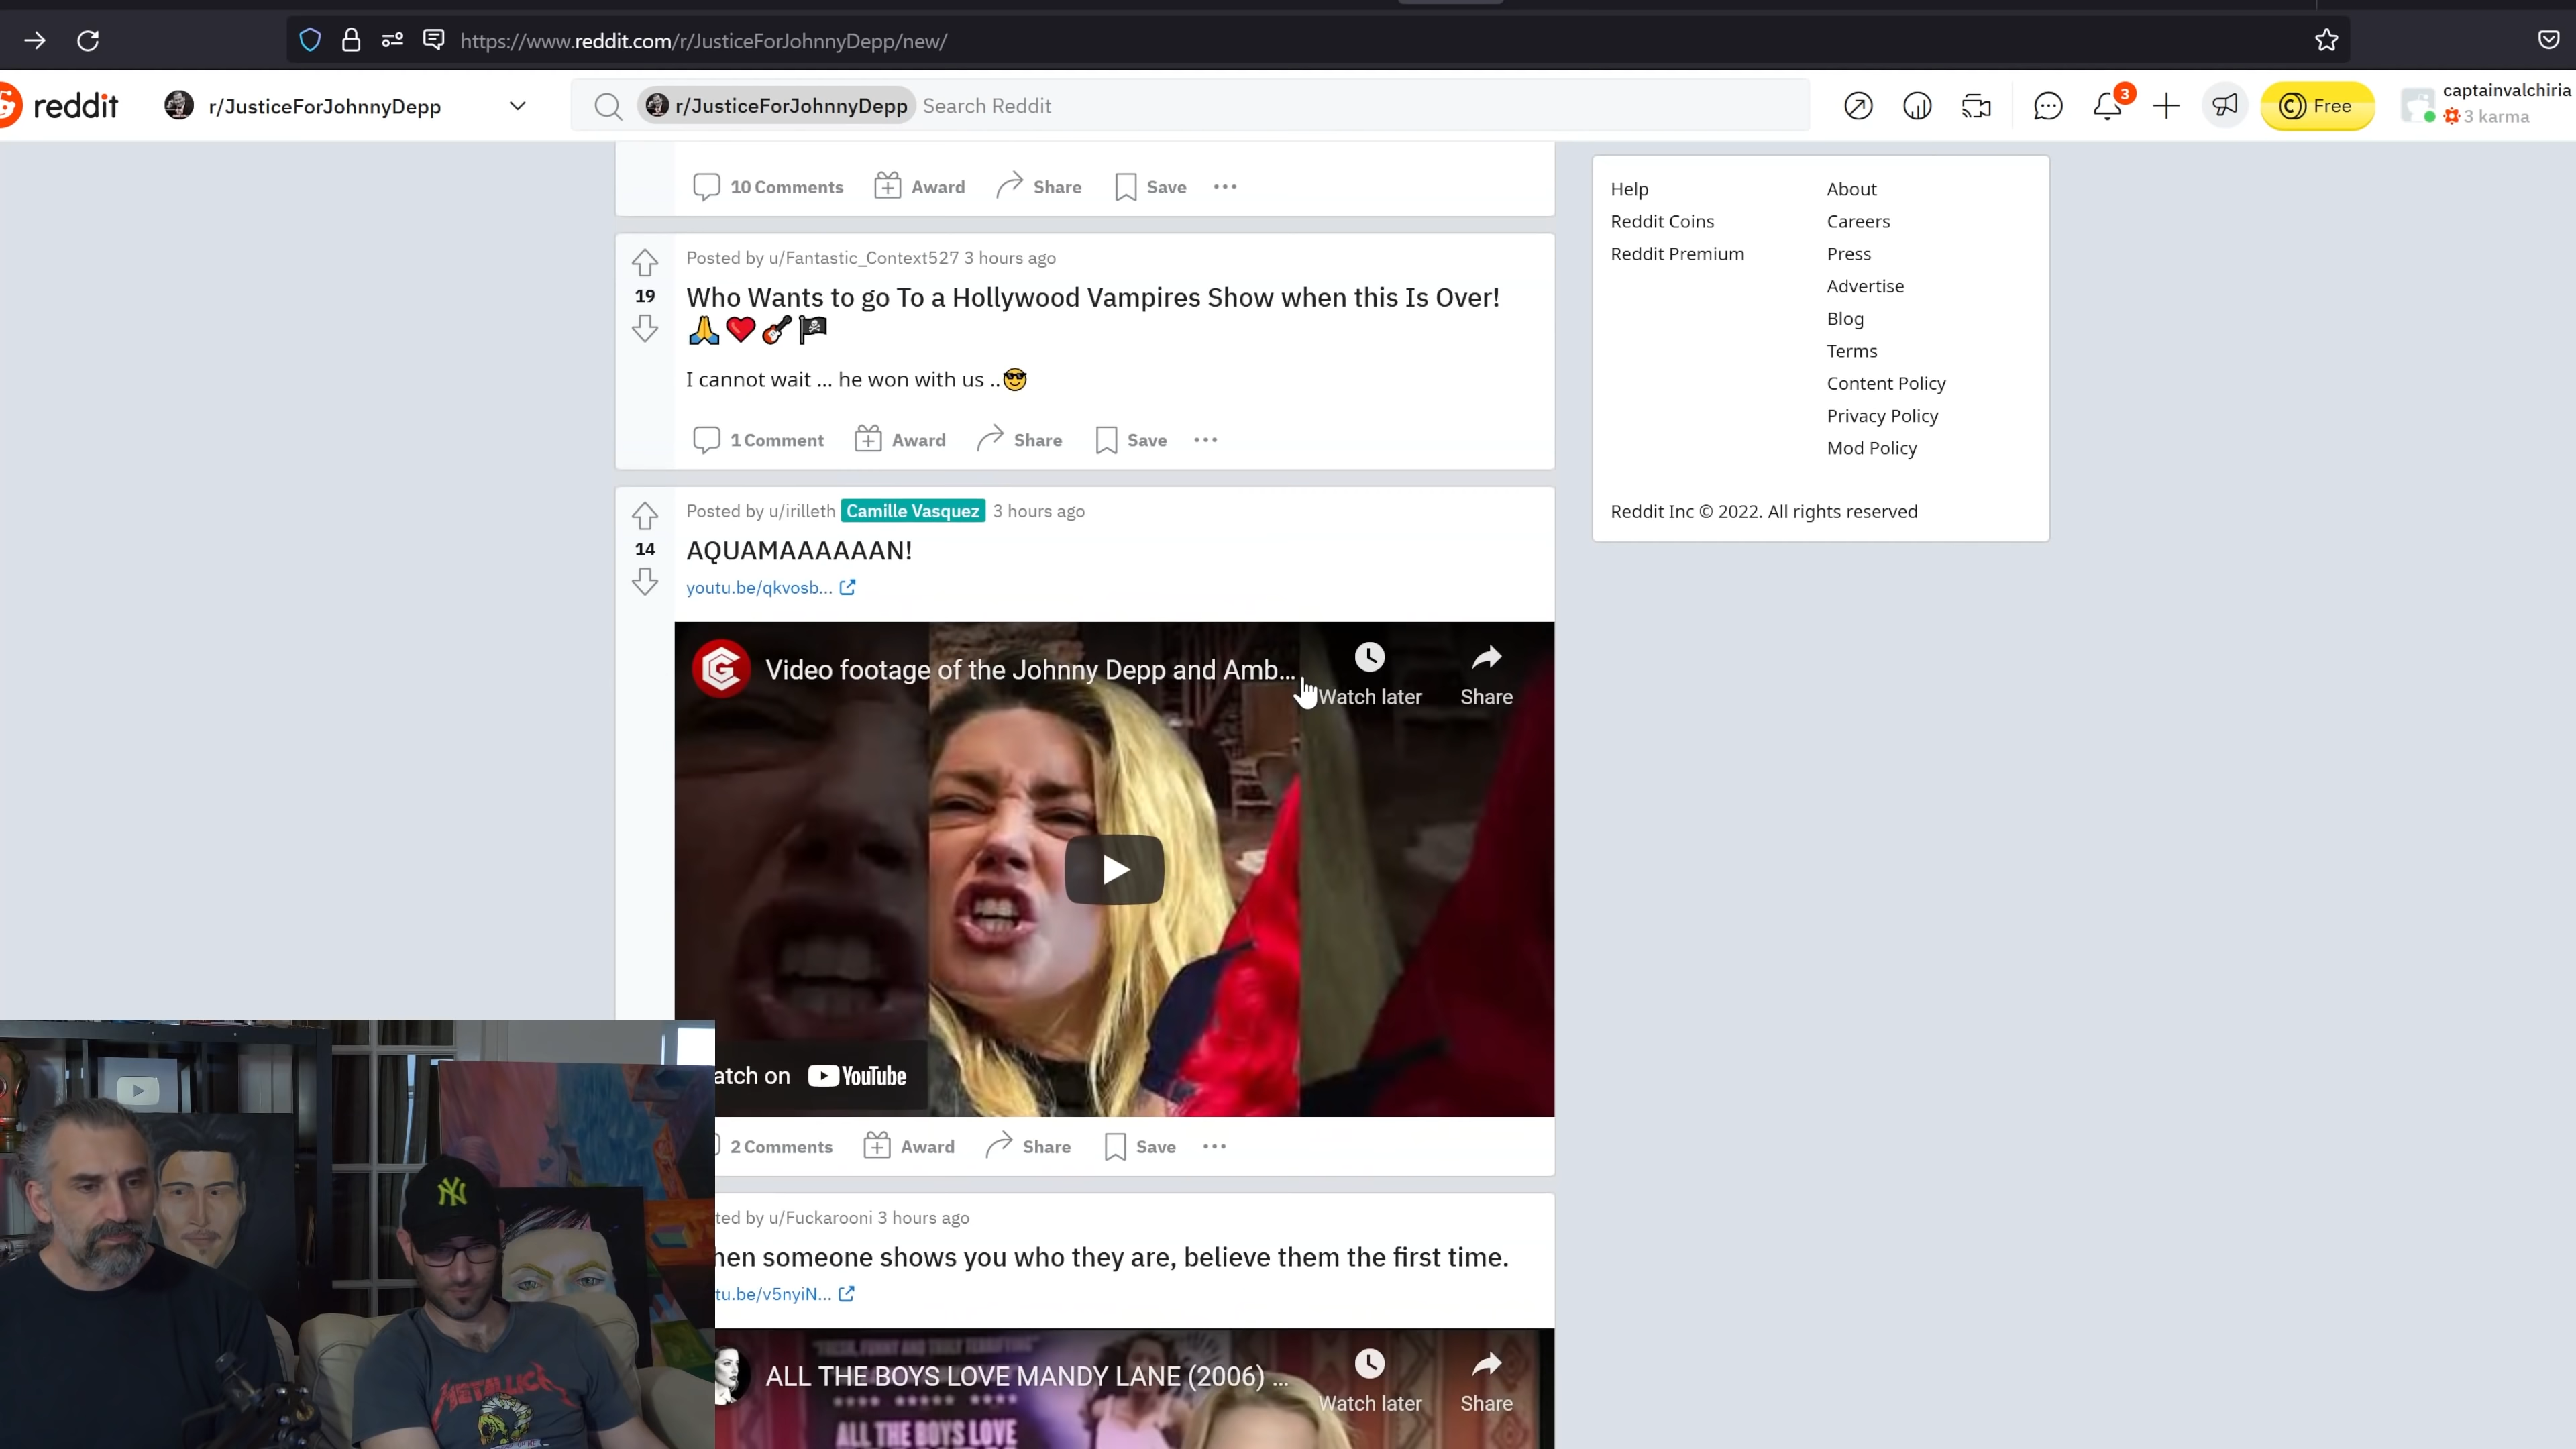 https://www.reddit.com/r/JusticeForJohnnyDepp/new/
reddit
r/JusticeForJohnnyDepp
r/JusticeForJohnnyDepp Search Reddit
3
Free
captainvalchiria
3 karma
10 Comments Award Share Save
Posted by u/Fantastic_Context527 3 hours ago
19
Who Wants to go To a Hollywood Vampires Show when this Is Over!
🙏❤️🎸🏴‍☠️
I cannot wait ... he won with us ..😎
1 Comment Award Share Save
Posted by u/irilleth Camille Vasquez 3 hours ago
14
AQUAMAAAAAAN!
youtu.be/qkvosb...
Video footage of the Johnny Depp and Amb...
Watch later
Share
atch on YouTube
2 Comments Award Share Save
ted by u/Fuckarooni 3 hours ago
hen someone shows you who they are, believe them the first time.
tu.be/v5nyiN...
ALL THE BOYS LOVE MANDY LANE (2006) ...
Watch later
Share
ALL THE BOYS LOVE
Help
Reddit Coins
Reddit Premium
About
Careers
Press
Advertise
Blog
Terms
Content Policy
Privacy Policy
Mod Policy
Reddit Inc © 2022. All rights reserved
NY
METALLICA